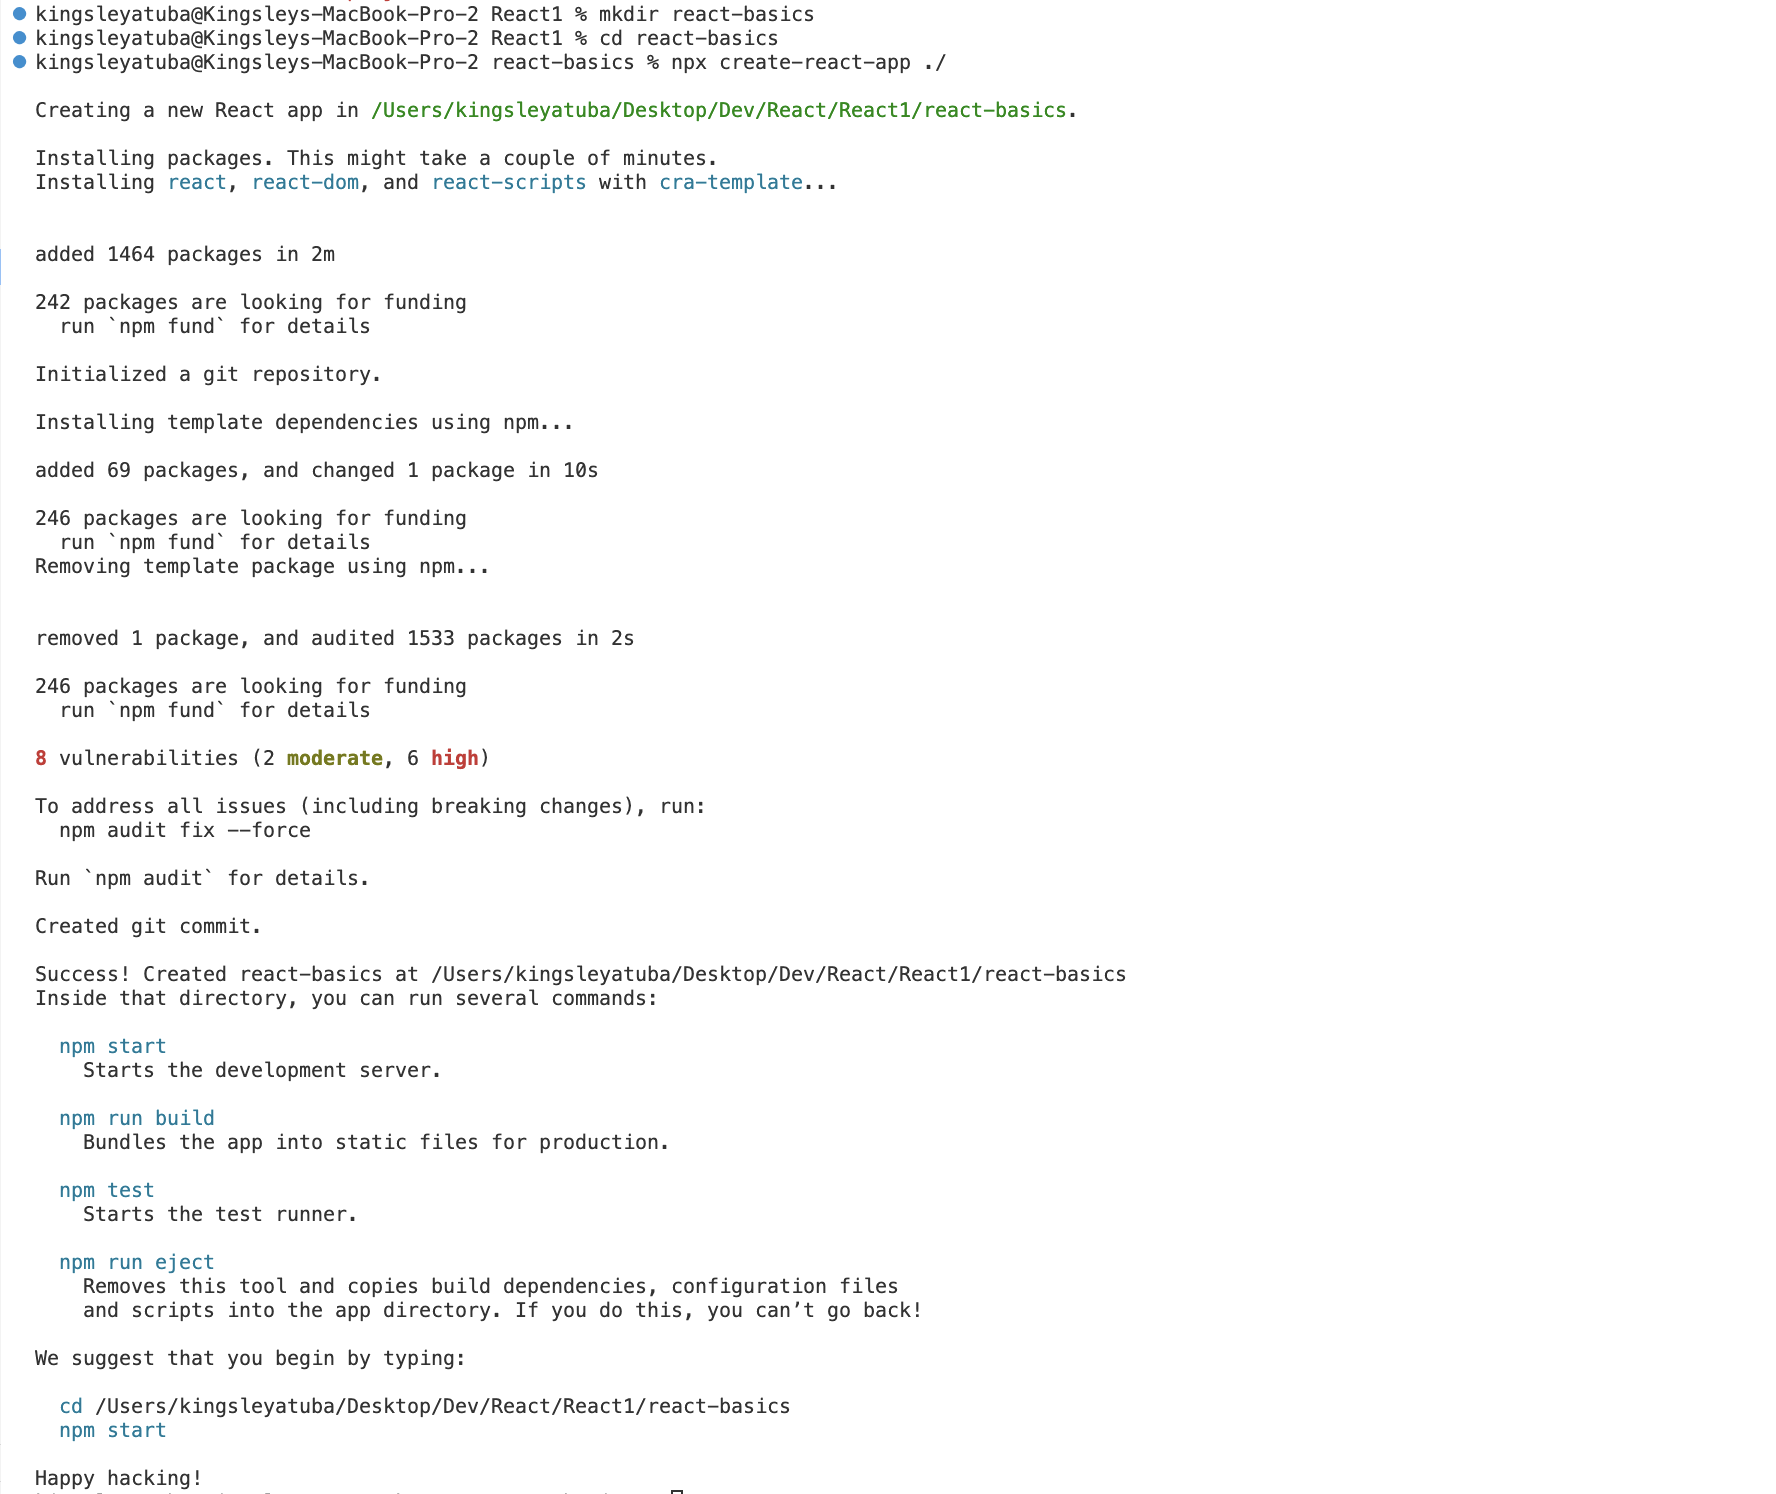 kingsleyatuba@Kingsleys-MacBook-Pro-2 React1 % mkdir react-basics
kingsleyatuba@Kingsleys-MacBook-Pro-2 React1 % cd react-basics
kingsleyatuba@Kingsleys-MacBook-Pro-2 react-basics % npx create-react-app ./
Creating a new React app in /Users/kingsleyatuba/Desktop/Dev/React/React1/react-basics.
Installing packages. This might take a couple of minutes.
Installing react, react-dom, and react-scripts with cra-template...
added 1464 packages in 2m
242 packages are looking for funding
run `npm fund` for details
Initialized a git repository.
Installing template dependencies using npm...
added 69 packages, and changed 1 package in 10s
246 packages are looking for funding
run `npm fund` for details
Removing template package using npm...
removed 1 package, and audited 1533 packages in 2s
246 packages are looking for funding
run `npm fund` for details
8 vulnerabilities (2 moderate, 6 high)
To address all issues (including breaking changes), run:
npm audit fix --force
Run `npm audit` for details.
Created git commit.
Success! Created react-basics at /Users/kingsleyatuba/Desktop/Dev/React/React1/react-basics
Inside that directory, you can run several commands:
npm start
Starts the development server.
npm run build
Bundles the app into static files for production.
npm test
Starts the test runner.
npm run eject
Removes this tool and copies build dependencies, configuration files
and scripts into the app directory. If you do this, you can’t go back!
We suggest that you begin by typing:
cd /Users/kingsleyatuba/Desktop/Dev/React/React1/react-basics
npm start
Happy hacking!